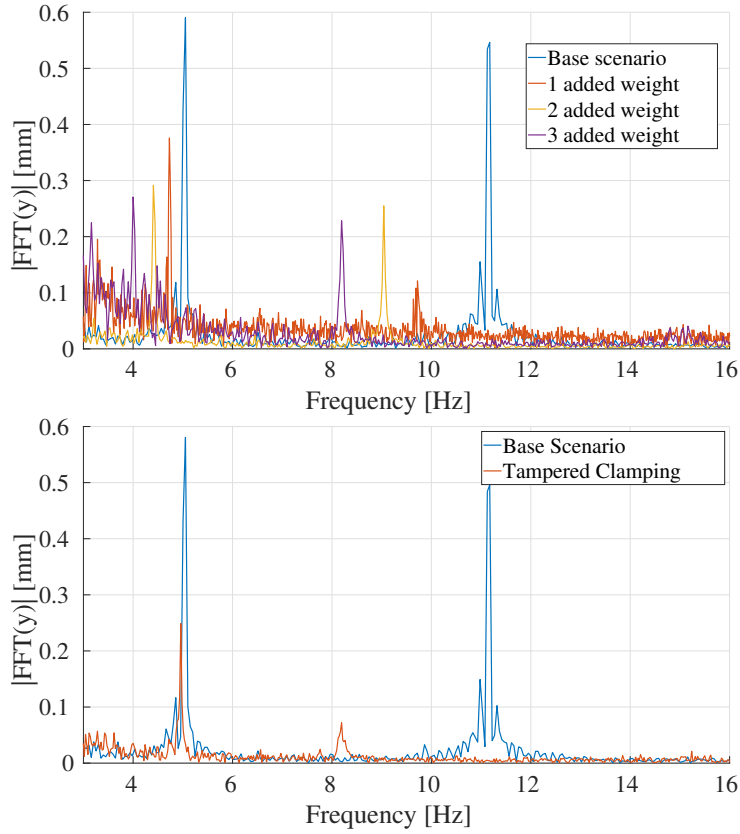 0.6
0.5
0.4
0.3
0.2
0.1
0
|FFT(y)| [mm]
Base scenario
1 added weight
2 added weight
3 added weight
4 6 8 10 12 14 16
Frequency [Hz]
0.6
0.5
0.4
0.3
0.2
0.1
0
|FFT(y)| [mm]
Base Scenario
Tampered Clamping
4 6 8 10 12 14 16
Frequency [Hz]